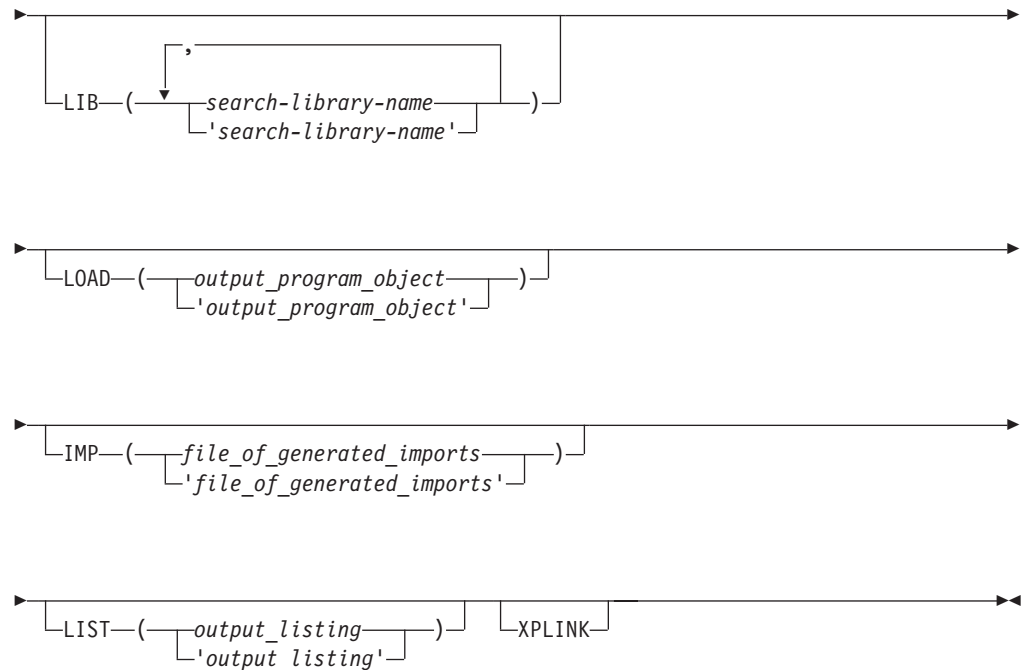 ,
LIB ( search-library-name )
'search-library-name'
LOAD ( output_program_object )
'output_program_object'
IMP ( file_of_generated_imports )
'file_of_generated_imports'
LIST ( output_listing ) XPLINK
'output listing'